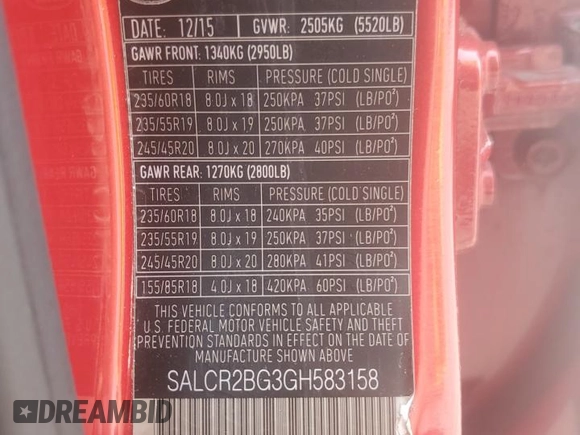 DATE: 12/15 GVWR: 2505KG (5520LB)
GAWR FRONT: 1340KG (2950LB)
TIRES RIMS PRESSURE (COLD SINGLE)
235/60R18 8.0J x 18 250KPA 37PSI (LB/PO²)
235/55R19 8.0J x 19 250KPA 37PSI (LB/PO²)
245/45R20 8.0J x 20 270KPA 40PSI (LB/PO²)
GAWR REAR: 1270KG (2800LB)
TIRES RIMS PRESSURE (COLD SINGLE)
235/60R18 8.0J x 18 240KPA 35PSI (LB/PO²)
235/55R19 8.0J x 19 250KPA 37PSI (LB/PO²)
245/45R20 8.0J x 20 280KPA 41PSI (LB/PO²)
155/85R18 4.0J x 18 420KPA 60PSI (LB/PO²)
THIS VEHICLE CONFORMS TO ALL APPLICABLE
U.S. FEDERAL MOTOR VEHICLE SAFETY AND THEFT
PREVENTION STANDARDS IN EFFECT ON THE DATE OF
MANUFACTURE SHOWN ABOVE
SALCR2BG3GH583158
DREAMBID